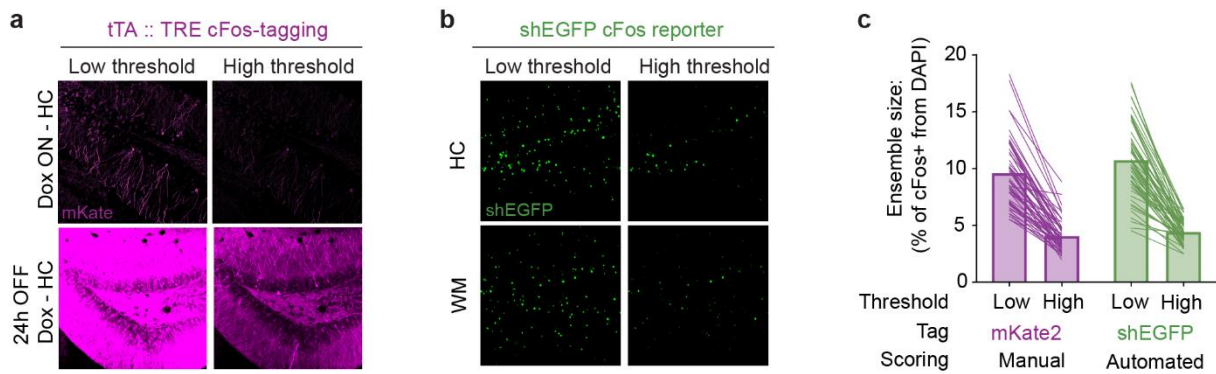 a
tTA :: TRE cFos-tagging
Low threshold High threshold
Dox ON - HC
mKate
24h OFF
Dox - HC
b
shEGFP cFos reporter
Low threshold High threshold
HC
shEGFP
WM
c
Ensemble size:
(% of cFos+ from DAPI)
20
15
10
5
0
Threshold Low High Low High
Tag mKate2 shEGFP
Scoring Manual Automated